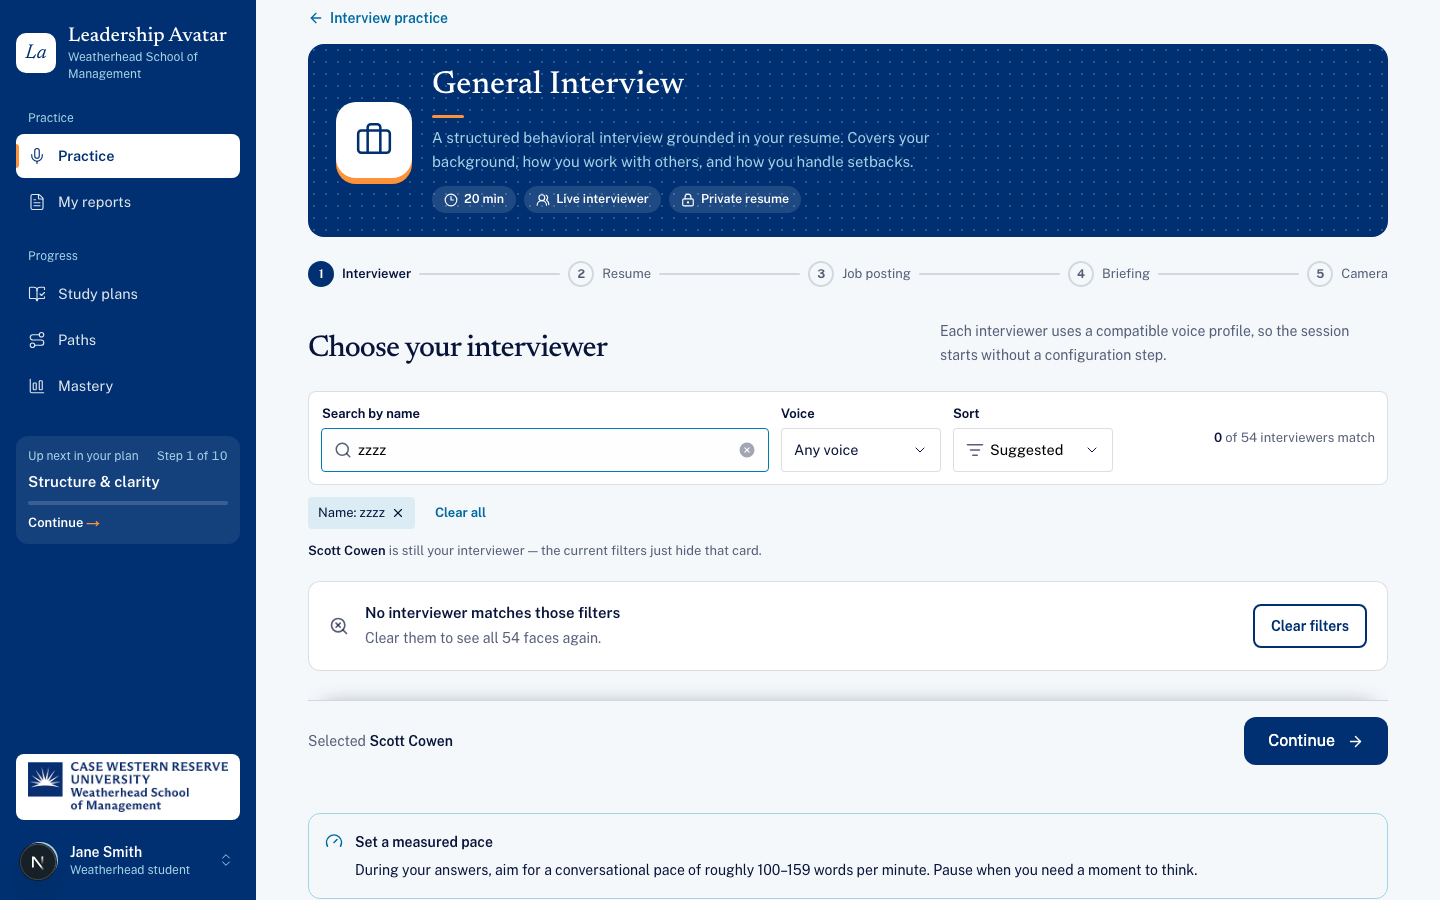 La
Leadership Avatar
Weatherhead School of
Management
Practice
Practice
My reports
Progress
Study plans
Paths
Mastery
Up next in your plan Step 1 of 10
Structure & clarity
Continue →
CASE WESTERN RESERVE
UNIVERSITY
Weatherhead School
of Management
N
Jane Smith
Weatherhead student
← Interview practice
General Interview
A structured behavioral interview grounded in your resume. Covers your
background, how you work with others, and how you handle setbacks.
20 min Live interviewer Private resume
1 Interviewer 2 Resume 3 Job posting 4 Briefing 5 Camera
Choose your interviewer
Each interviewer uses a compatible voice profile, so the session
starts without a configuration step.
Search by name Voice Sort
zzzz Any voice Suggested
0 of 54 interviewers match
Name: zzzz Clear all
Scott Cowen is still your interviewer — the current filters just hide that card.
No interviewer matches those filters
Clear them to see all 54 faces again.
Clear filters
Selected Scott Cowen
Continue →
Set a measured pace
During your answers, aim for a conversational pace of roughly 100–159 words per minute. Pause when you need a moment to think.